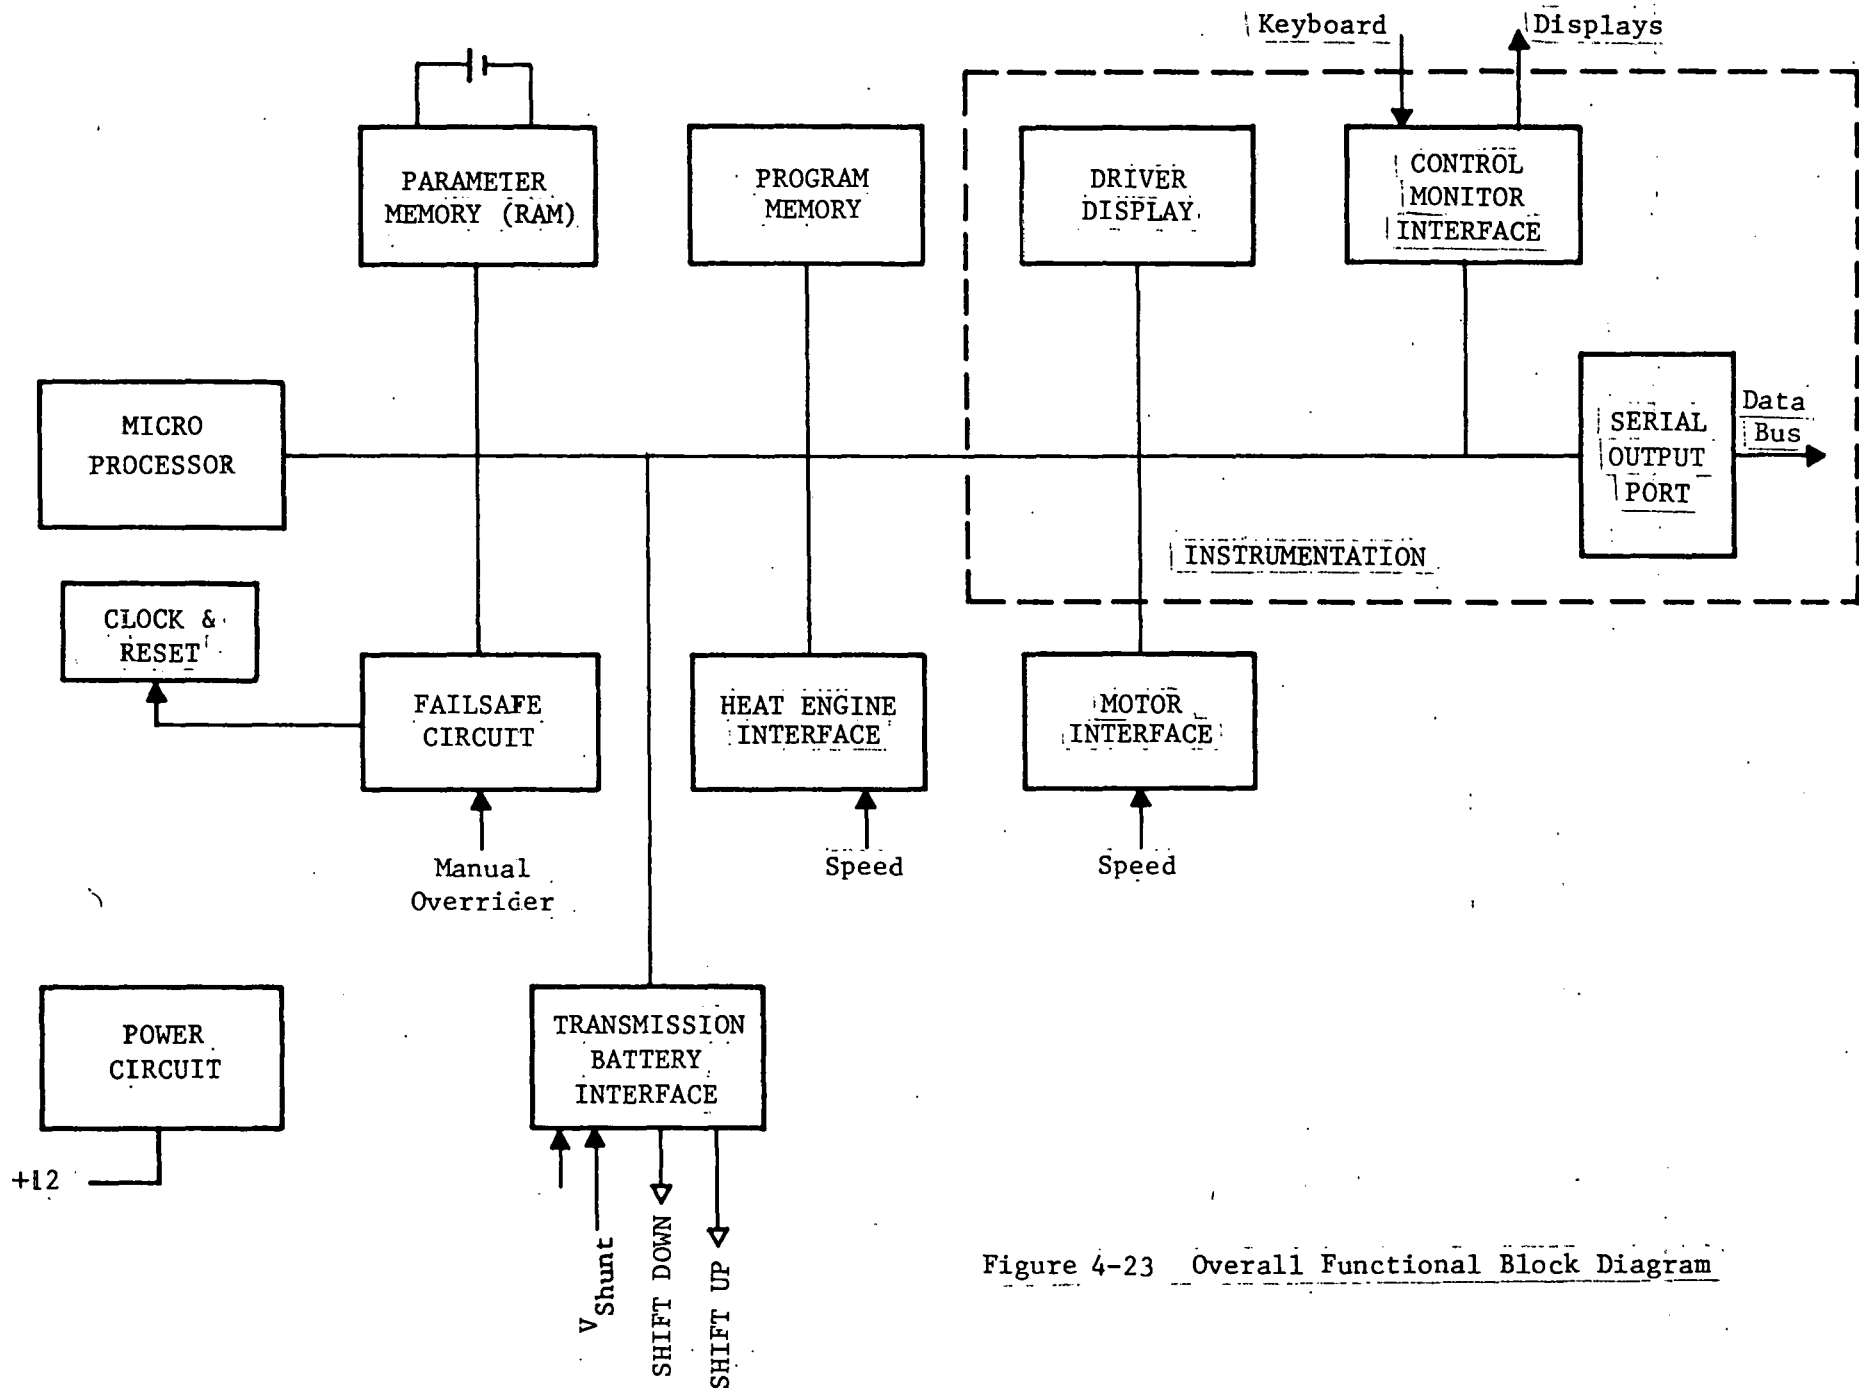 Keyboard
Displays
PARAMETER
MEMORY (RAM)
PROGRAM
MEMORY
DRIVER
DISPLAY
CONTROL
MONITOR
INTERFACE
MICRO
PROCESSOR
SERIAL
OUTPUT
PORT
Data
Bus
INSTRUMENTATION
CLOCK &
RESET
FAILSAFE
CIRCUIT
HEAT ENGINE
INTERFACE
MOTOR
INTERFACE
Manual
Overrider
Speed
Speed
POWER
CIRCUIT
TRANSMISSION
BATTERY
INTERFACE
+12
VShunt
SHIFT DOWN
SHIFT UP
Figure 4-23 Overall Functional Block Diagram